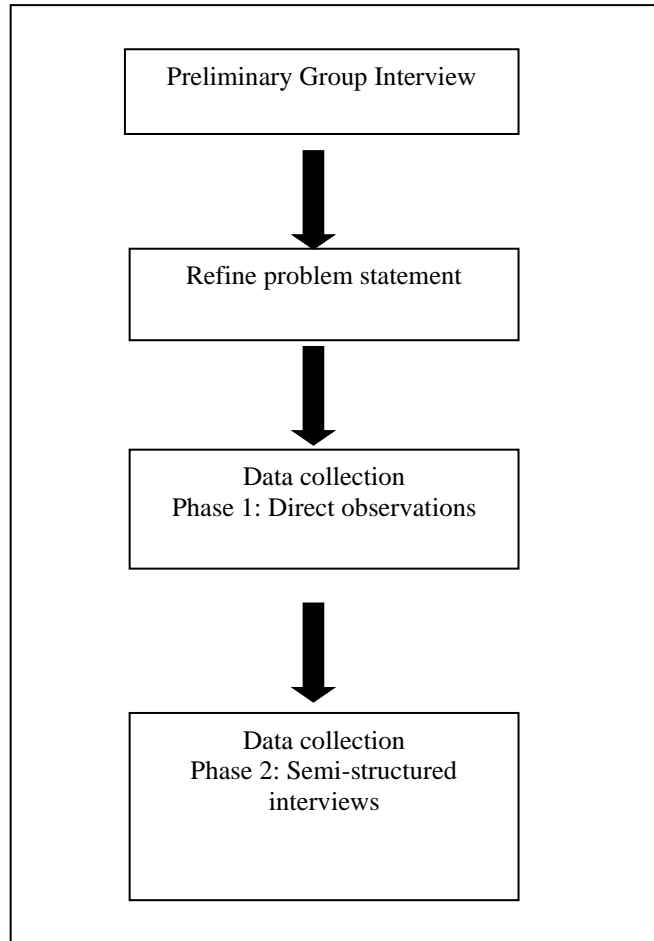 Preliminary Group Interview
Refine problem statement
Data collection
Phase 1: Direct observations
Data collection
Phase 2: Semi-structured
interviews